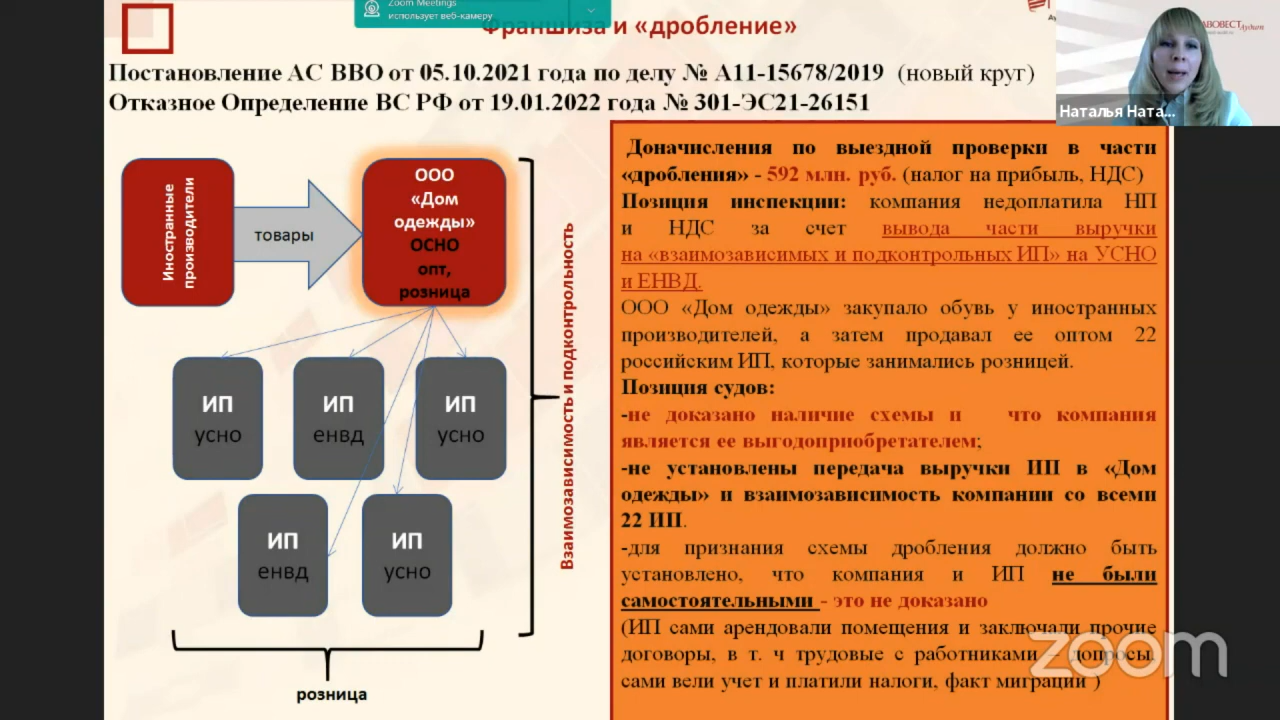 Zoom Meetings
использует веб-камеру
Франшиза и «дробление»
Постановление АС ВВО от 05.10.2021 года по делу № А11-15678/2019 (новый круг)
Отказное Определение ВС РФ от 19.01.2022 года № 301-ЭС21-26151
Наталья Ната...
Иностранные
производители
товары
ООО
«Дом
одежды»
ОСНО
опт,
розница
ИП
усно
ИП
енвд
ИП
усно
ИП
енвд
ИП
усно
розница
Взаимозависимость и подконтрольность
Доначисления по выездной проверки в части
«дробления» - 592 млн. руб. (налог на прибыль, НДС)
Позиция инспекции: компания недоплатила НП
и НДС за счет вывода части выручки
на «взаимозависимых и подконтрольных ИП» на УСНО
и ЕНВД.
ООО «Дом одежды» закупало обувь у иностранных
производителей, а затем продавал ее оптом 22
российским ИП, которые занимались розницей.
Позиция судов:
-не доказано наличие схемы и что компания
является ее выгодоприобретателем;
-не установлены передача выручки ИП в «Дом
одежды» и взаимозависимость компании со всеми
22 ИП.
-для признания схемы дробления должно быть
установлено, что компания и ИП не были
самостоятельными - это не доказано
(ИП сами арендовали помещения и заключали прочие
договоры, в т. ч трудовые с работниками – допросы.
сами вели учет и платили налоги, факт миграции )
zoom